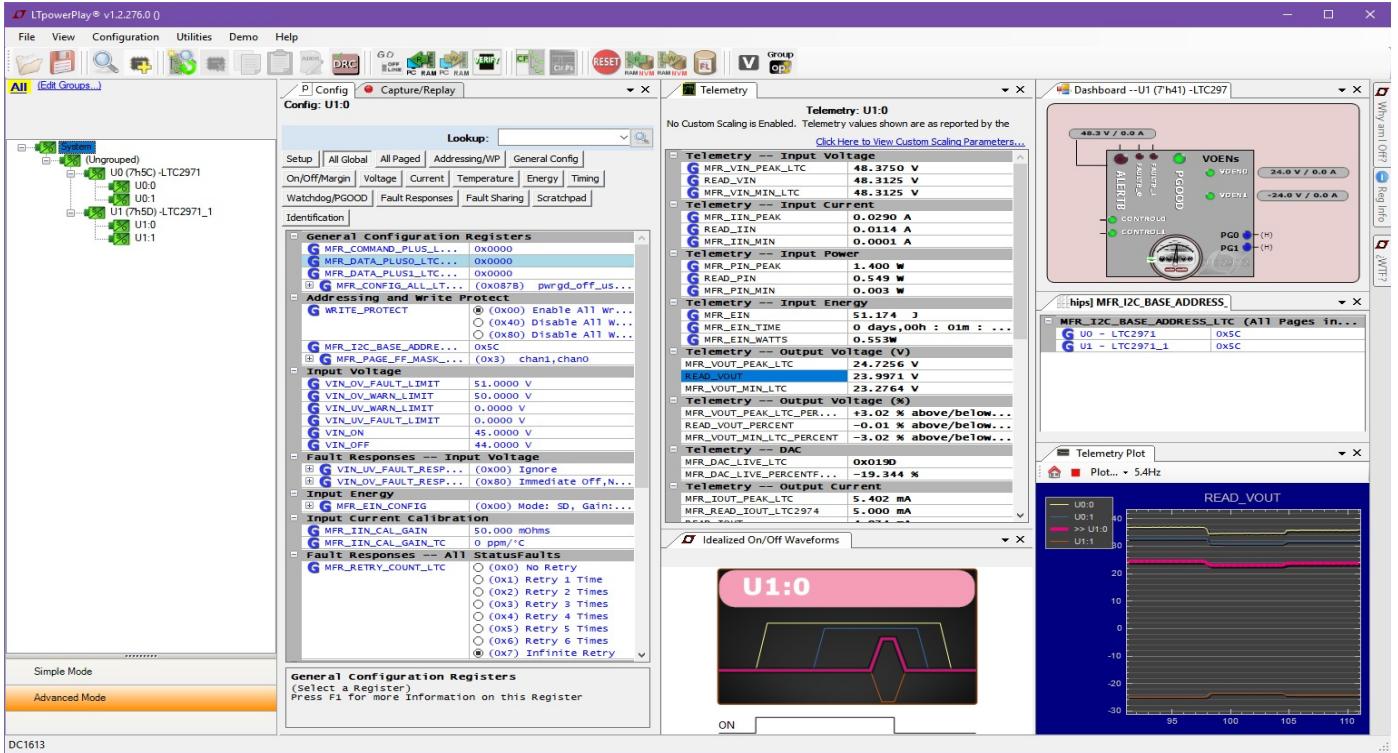 LTpowerPlay® v1.2.276.0 ()
File View Configuration Utilities Demo Help
DRC
GO
OFF
LINE
PC RAM PC RAM
VERIFY
CF
Clr Flt
RESET
RAM NVM RAM NVM
FL
V
Group
op
All (Edit Groups...)
System
(Ungrouped)
U0 (7h5C) -LTC2971
U0:0
U0:1
U1 (7h5D) -LTC2971_1
U1:0
U1:1
Simple Mode
Advanced Mode
DC1613
Config
Capture/Replay
Config: U1:0
Lookup:
Setup All Global All Paged Addressing/WP General Config
On/Off/Margin Voltage Current Temperature Energy Timing
Watchdog/PGOOD Fault Responses Fault Sharing Scratchpad
Identification
General Configuration Registers
MFR_COMMAND_PLUS_L... 0x0000
MFR_DATA_PLUS0_LTC... 0x0000
MFR_DATA_PLUS1_LTC... 0x0000
MFR_CONFIG_ALL_LT... (0x087B) pwrgd_off_us...
Addressing and Write Protect
WRITE_PROTECT (0x00) Enable All Wr...
(0x40) Disable All W...
(0x80) Disable All W...
MFR_I2C_BASE_ADDRE... 0x5C
MFR_PAGE_FF_MASK_... (0x3) chan1,chan0
Input Voltage
VIN_OV_FAULT_LIMIT 51.0000 V
VIN_OV_WARN_LIMIT 50.0000 V
VIN_UV_WARN_LIMIT 0.0000 V
VIN_UV_FAULT_LIMIT 0.0000 V
VIN_ON 45.0000 V
VIN_OFF 44.0000 V
Fault Responses -- Input Voltage
VIN_UV_FAULT_RESP... (0x00) Ignore
VIN_OV_FAULT_RESP... (0x80) Immediate Off,N...
Input Energy
MFR_EIN_CONFIG (0x00) Mode: SD, Gain:...
Input Current Calibration
MFR_IIN_CAL_GAIN 50.000 mOhms
MFR_IIN_CAL_GAIN_TC 0 ppm/°C
Fault Responses -- All StatusFaults
MFR_RETRY_COUNT_LTC (0x0) No Retry
(0x1) Retry 1 Time
(0x2) Retry 2 Times
(0x3) Retry 3 Times
(0x4) Retry 4 Times
(0x5) Retry 5 Times
(0x6) Retry 6 Times
(0x7) Infinite Retry
General Configuration Registers
(Select a Register)
Press F1 for more Information on this Register
Telemetry
Telemetry: U1:0
No Custom Scaling is Enabled. Telemetry values shown are as reported by the
Click Here to View Custom Scaling Parameters...
Telemetry -- Input Voltage
MFR_VIN_PEAK_LTC 48.3750 V
READ_VIN 48.3125 V
MFR_VIN_MIN_LTC 48.3125 V
Telemetry -- Input Current
MFR_IIN_PEAK 0.0290 A
READ_IIN 0.0114 A
MFR_IIN_MIN 0.0001 A
Telemetry -- Input Power
MFR_PIN_PEAK 1.400 W
READ_PIN 0.549 W
MFR_PIN_MIN 0.003 W
Telemetry -- Input Energy
MFR_EIN 51.174 J
MFR_EIN_TIME 0 days,00h : 01m : ...
MFR_EIN_WATTS 0.553W
Telemetry -- Output Voltage (V)
MFR_VOUT_PEAK_LTC 24.7256 V
READ_VOUT 23.9971 V
MFR_VOUT_MIN_LTC 23.2764 V
Telemetry -- Output Voltage (%)
MFR_VOUT_PEAK_LTC_PER... +3.02 % above/below...
READ_VOUT_PERCENT -0.01 % above/below...
MFR_VOUT_MIN_LTC_PERCENT -3.02 % above/below...
Telemetry -- DAC
MFR_DAC_LIVE_LTC 0x019D
MFR_DAC_LIVE_PERCENTF... -19.344 %
Telemetry -- Output Current
MFR_IOUT_PEAK_LTC 5.402 mA
MFR_READ_IOUT_LTC2974 5.000 mA
Idealized On/Off Waveforms
U1:0
ON
Dashboard --U1 (7'h41) -LTC297
48.3 V / 0.0 A
ALERTB
FAULT_0
FAULT_1
PGOOD
VOENs
VOEN0 24.0 V / 0.0 A
VOEN1 -24.0 V / 0.0 A
CONTROL0
CONTROL1
PG0 (H)
PG1 (H)
hips] MFR_I2C_BASE_ADDRESS_
MFR_I2C_BASE_ADDRESS_LTC (All Pages in...
U0 - LTC2971 0x5C
U1 - LTC2971_1 0x5C
Telemetry Plot
Plot... 5.4Hz
READ_VOUT
U0:0
U0:1
>> U1:0
U1:1
40
30
20
10
0
-10
-20
-30
95 100 105 110
Why am I Off?
Reg Info
¿WTF?